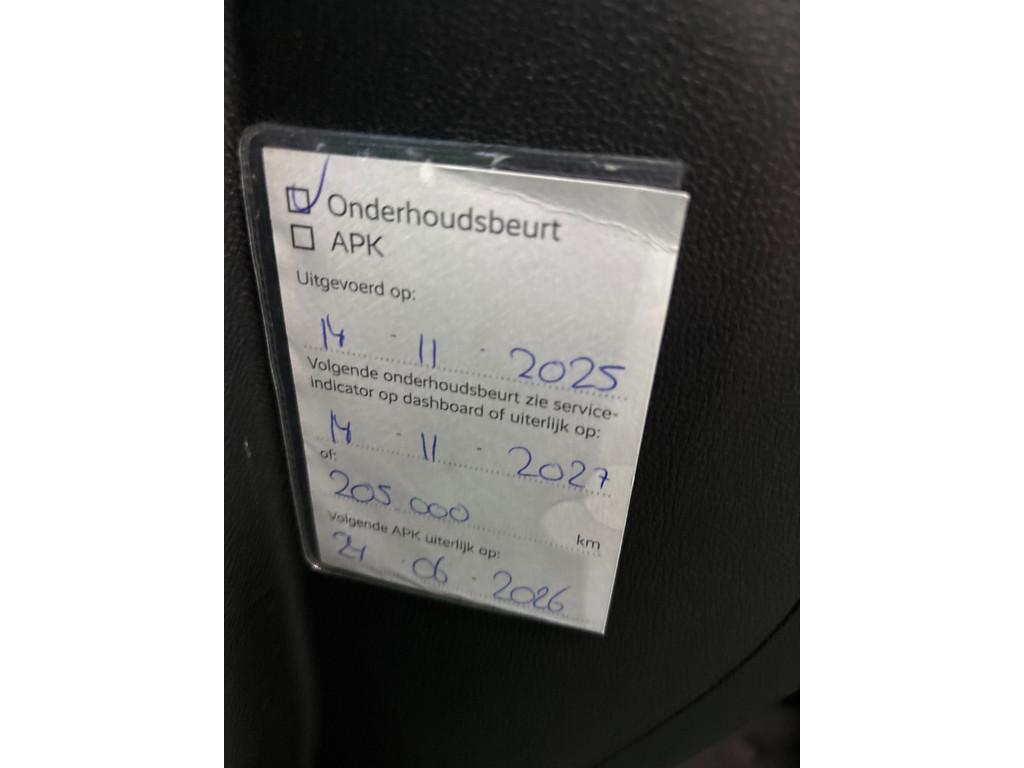 Onderhoudsbeurt
APK
Uitgevoerd op:
14 - 11 - 2025
Volgende onderhoudsbeurt zie service-
indicator op dashboard of uiterlijk op:
14 - 11 - 2027
of:
205.000 km
Volgende APK uiterlijk op:
24 - 06 - 2026